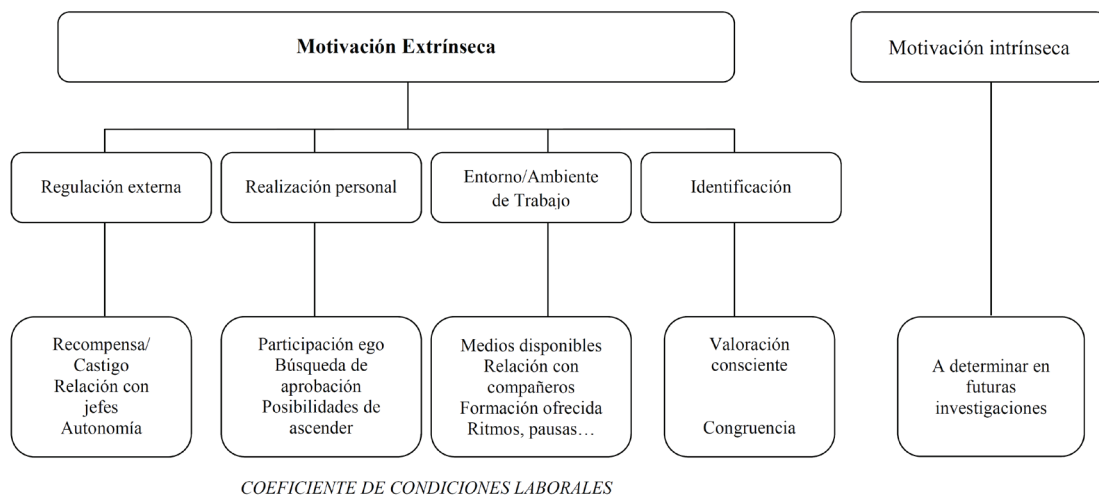 Motivación Extrínseca
Motivación intrínseca
Regulación externa
Realización personal
Entorno/Ambiente
de Trabajo
Identificación
Recompensa/
Castigo
Relación con
jefes
Autonomía
Participación ego
Búsqueda de
aprobación
Posibilidades de
ascender
Medios disponibles
Relación con
compañeros
Formación ofrecida
Ritmos, pausas…
Valoración
consciente
Congruencia
A determinar en
futuras
investigaciones
COEFICIENTE DE CONDICIONES LABORALES